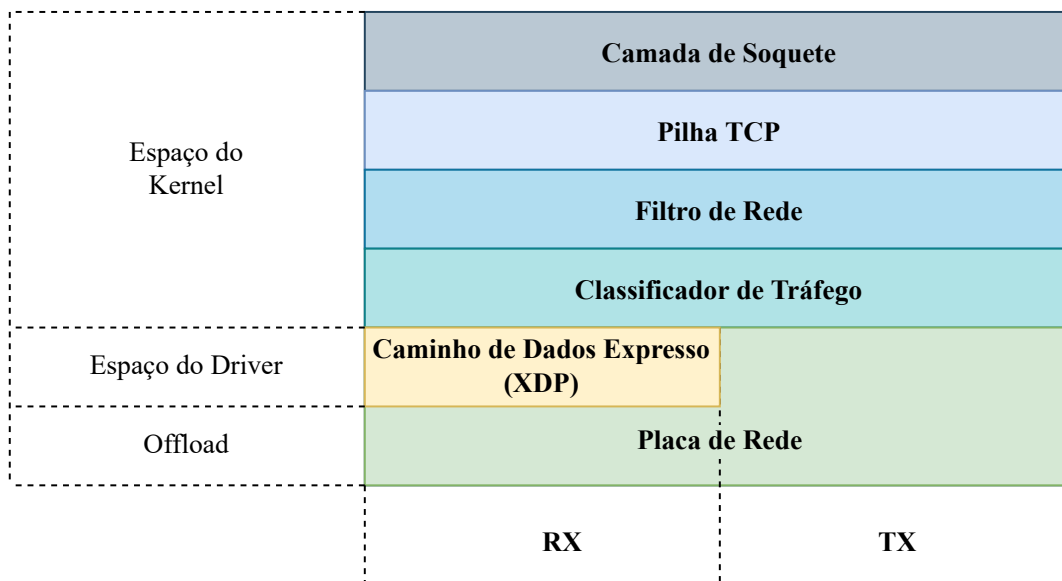 Camada de Soquete
Pilha TCP
Espaço do
Kernel
Filtro de Rede
Classificador de Tráfego
Espaço do Driver
Caminho de Dados Expresso
(XDP)
Offload
Placa de Rede
RX
TX